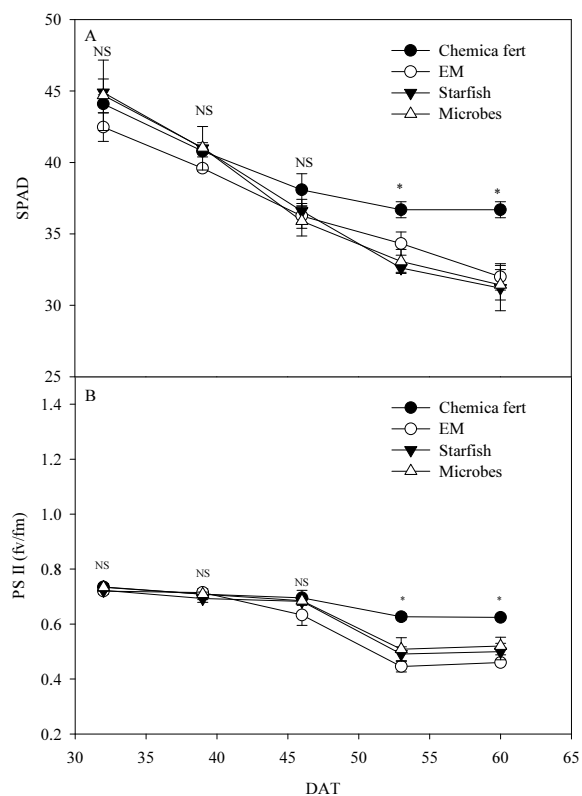 50
A
NS
Chemica fert
EM
Starfish
Microbes
45
NS
NS
40
*
*
SPAD
35
30
25
B
1.4
Chemica fert
EM
Starfish
Microbes
1.2
1.0
PS II (fv/fm)
0.8
NS
NS
NS
*
*
0.6
0.4
0.2
30 35 40 45 50 55 60 65
DAT